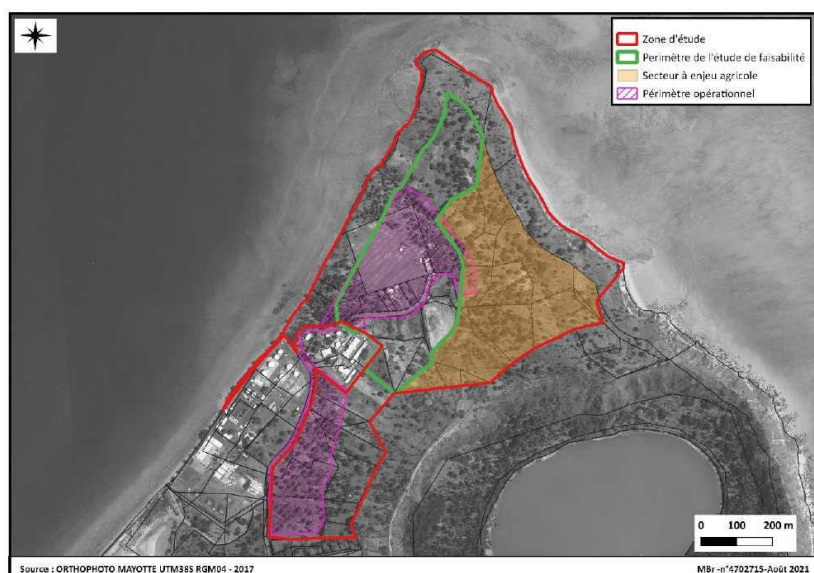 Zone d'étude
Perimètre de l'étude de faisabilité
Secteur à enjeu agricole
Périmètre opérationnel
0 100 200 m
Source : ORTHOPHOTO MAYOTTE UTM38S RGM04 - 2017
MBr -n°4702715-Août 2021